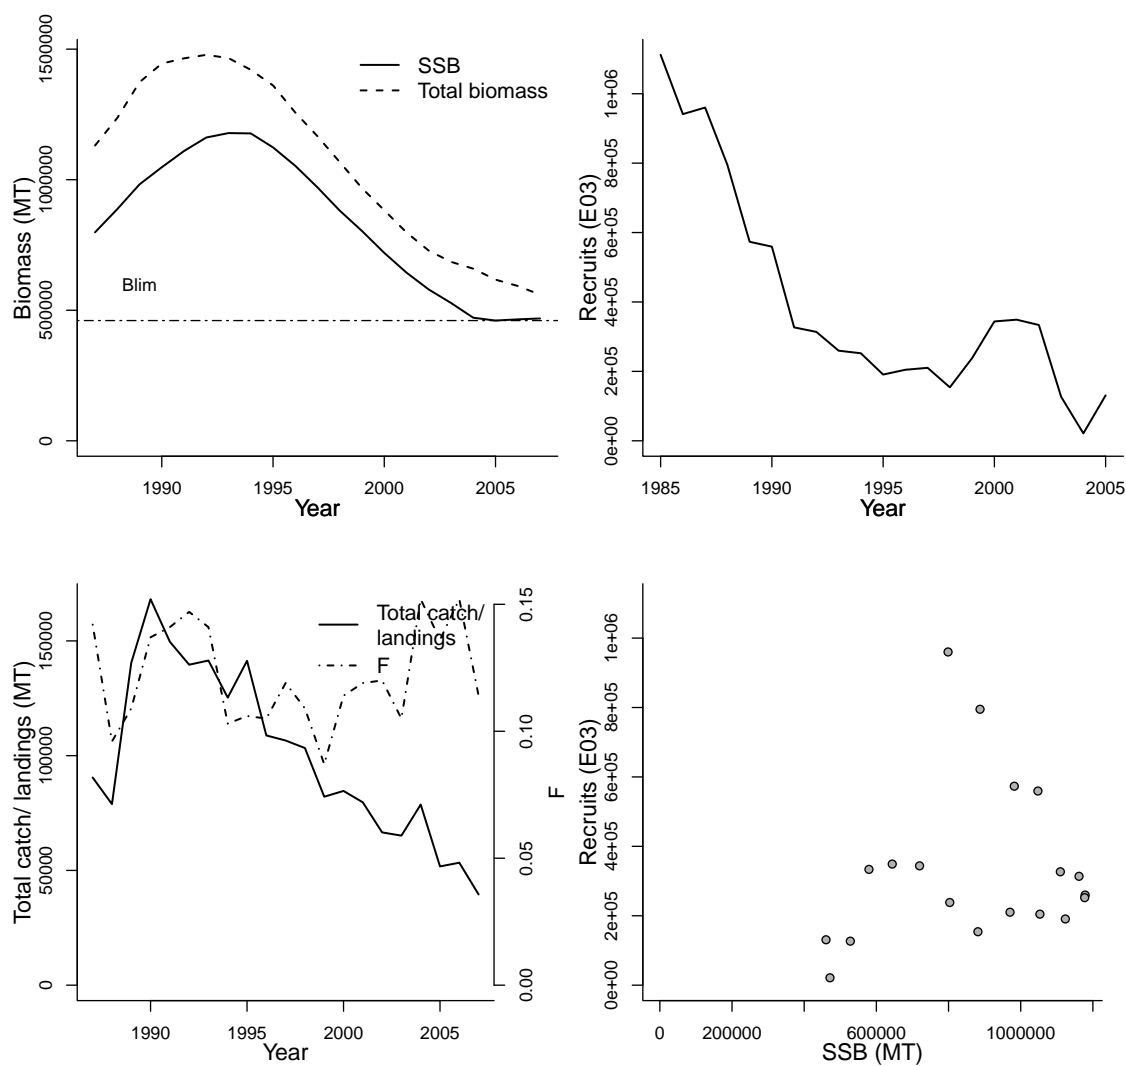 SSB
Total biomass
Biomass (MT)
0
500000
1000000
1500000
Blim
1990
1995
2000
2005
Year
Recruits (E03)
0e+00
2e+05
4e+05
6e+05
8e+05
1e+06
1985
1990
1995
2000
2005
Year
Total catch/
landings
F
Total catch/ landings (MT)
0
50000
100000
150000
0.00
0.05
0.10
0.15
F
1990
1995
2000
2005
Year
Recruits (E03)
0e+00
2e+05
4e+05
6e+05
8e+05
1e+06
0
200000
600000
1000000
SSB (MT)